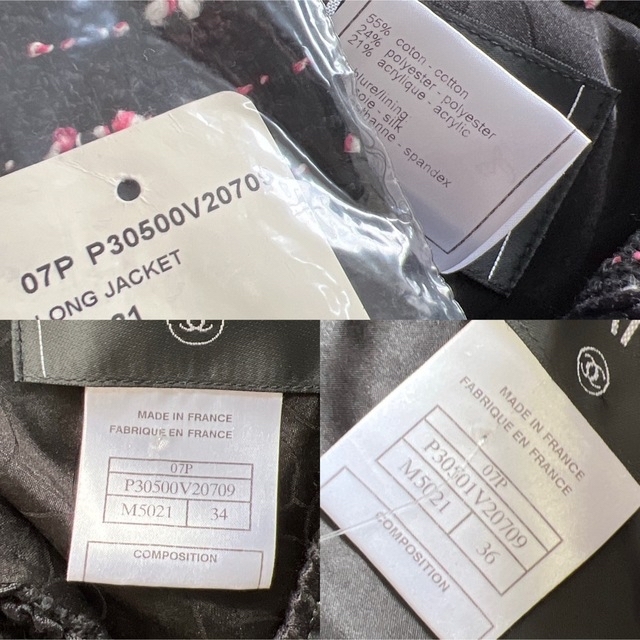 07P P30500V20709
LONG JACKET
55% coton - cotton
24% polyester - polyester
21% acrylique - acrylic
- silk
- spandex
MADE IN FRANCE
FABRIQUE EN FRANCE
07P
P30500V20709
M5021 34
COMPOSITION
MADE IN FRANCE
FABRIQUE EN FRANCE
07P
P30501V20709
M5021 36
COMPOSITION